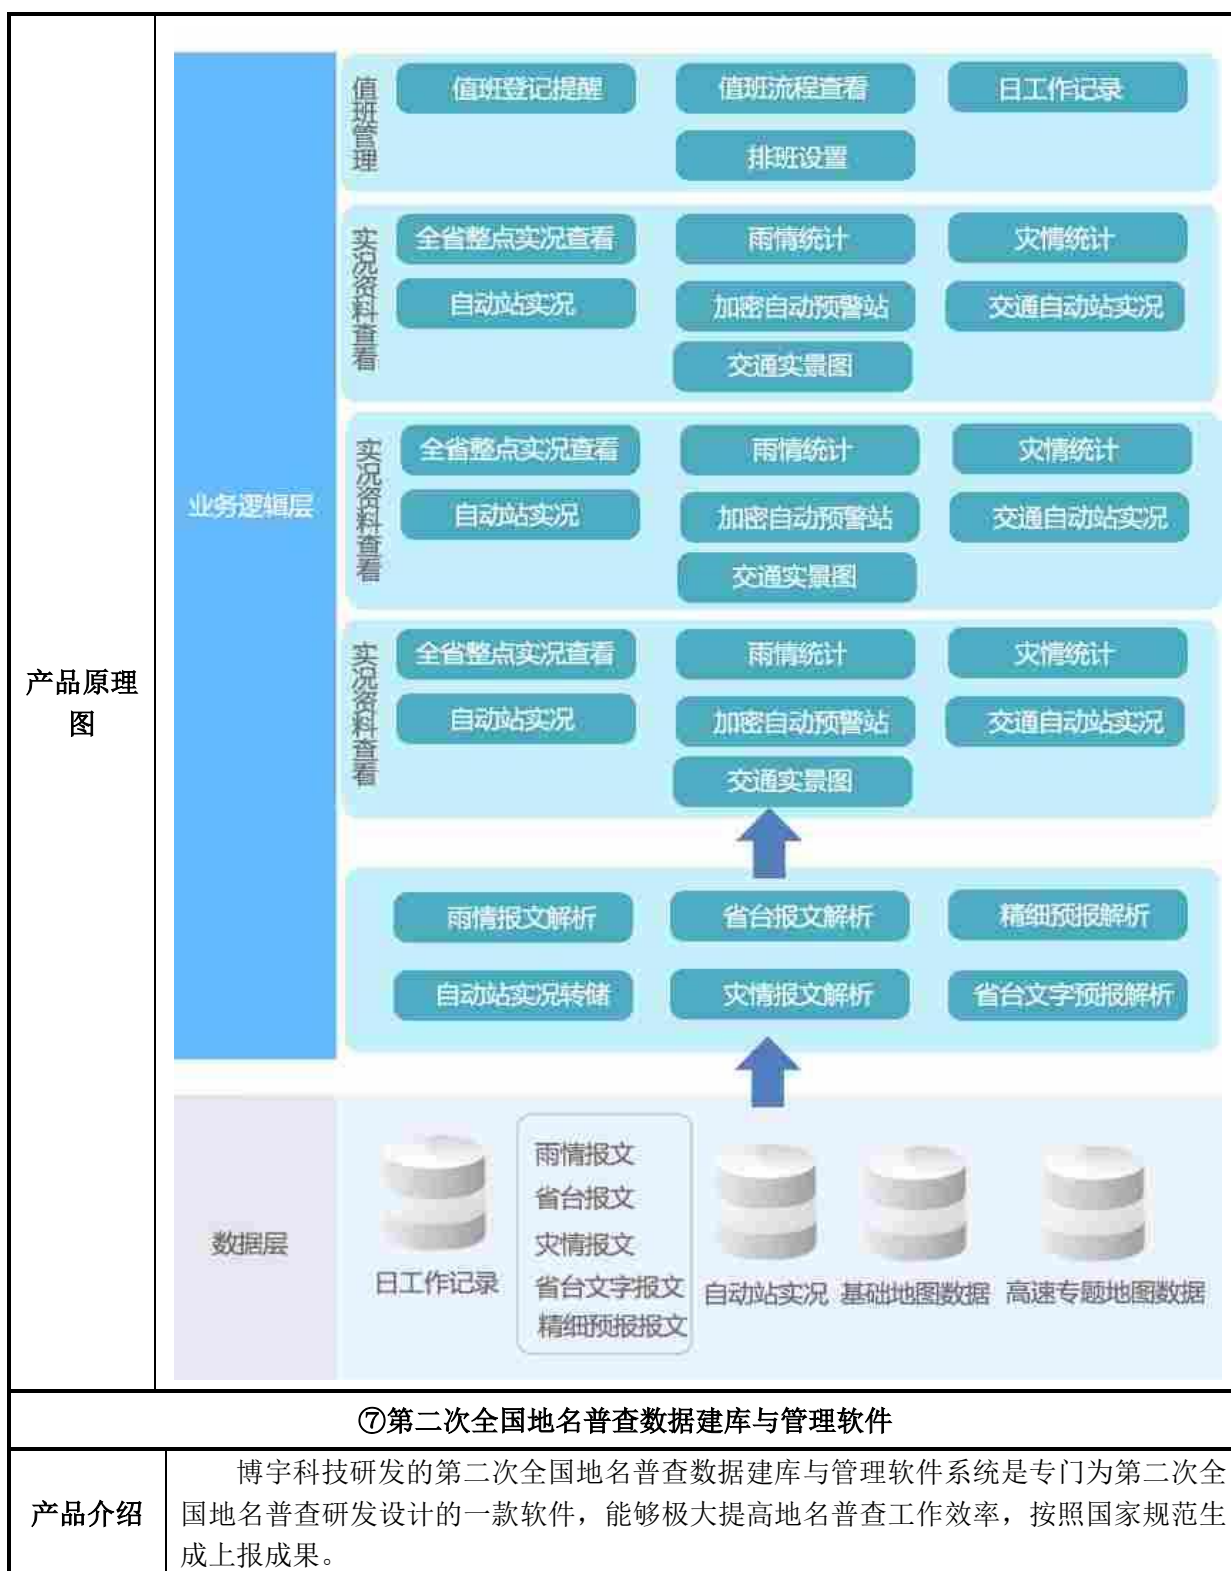 产品原理
图
业务逻辑层
值班管理
值班登记提醒 值班流程查看 日工作记录
排班设置
实况资料查看
全省整点实况查看 雨情统计 灾情统计
自动站实况 加密自动预警站 交通自动站实况
交通实景图
实况资料查看
全省整点实况查看 雨情统计 灾情统计
自动站实况 加密自动预警站 交通自动站实况
交通实景图
实况资料查看
全省整点实况查看 雨情统计 灾情统计
自动站实况 加密自动预警站 交通自动站实况
交通实景图
雨情报文解析 省台报文解析 精细预报解析
自动站实况转储 灾情报文解析 省台文字预报解析
数据层
日工作记录
雨情报文
省台报文
灾情报文
省台文字报文
精细预报报文
自动站实况 基础地图数据 高速专题地图数据
⑦第二次全国地名普查数据建库与管理软件
产品介绍
博宇科技研发的第二次全国地名普查数据建库与管理软件系统是专门为第二次全
国地名普查研发设计的一款软件，能够极大提高地名普查工作效率，按照国家规范生
成上报成果。